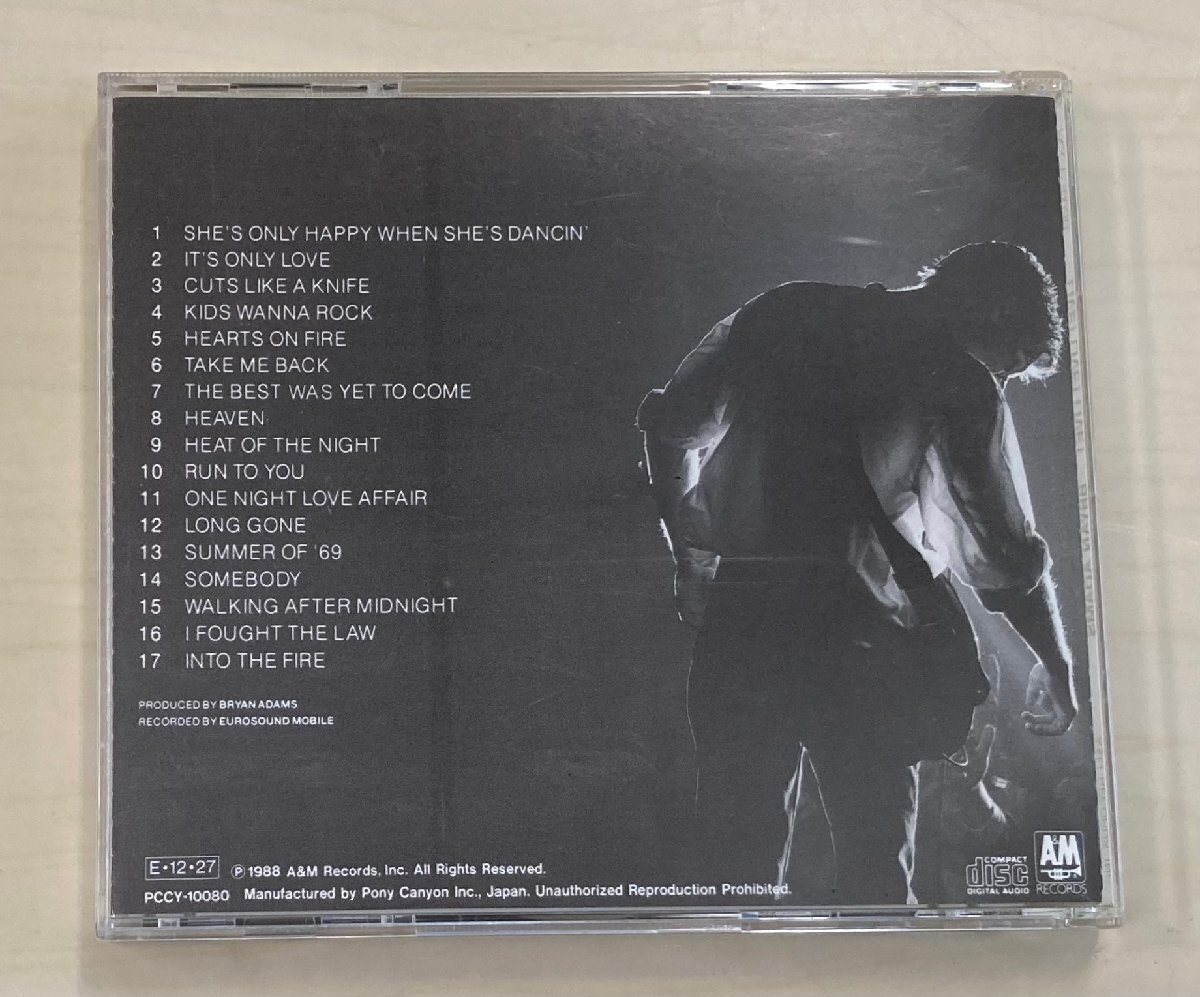 1 SHE'S ONLY HAPPY WHEN SHE'S DANCIN'
2 IT'S ONLY LOVE
3 CUTS LIKE A KNIFE
4 KIDS WANNA ROCK
5 HEARTS ON FIRE
6 TAKE ME BACK
7 THE BEST WAS YET TO COME
8 HEAVEN
9 HEAT OF THE NIGHT
10 RUN TO YOU
11 ONE NIGHT LOVE AFFAIR
12 LONG GONE
13 SUMMER OF '69
14 SOMEBODY
15 WALKING AFTER MIDNIGHT
16 I FOUGHT THE LAW
17 INTO THE FIRE
PRODUCED BY BRYAN ADAMS
RECORDED BY EUROSOUND MOBILE
E•12•27 ℗1988 A&M Records, Inc. All Rights Reserved.
PCCY-10080 Manufactured by Pony Canyon Inc., Japan. Unauthorized Reproduction Prohibited.
COMPACT
disc
DIGITAL AUDIO
A&M
RECORDS